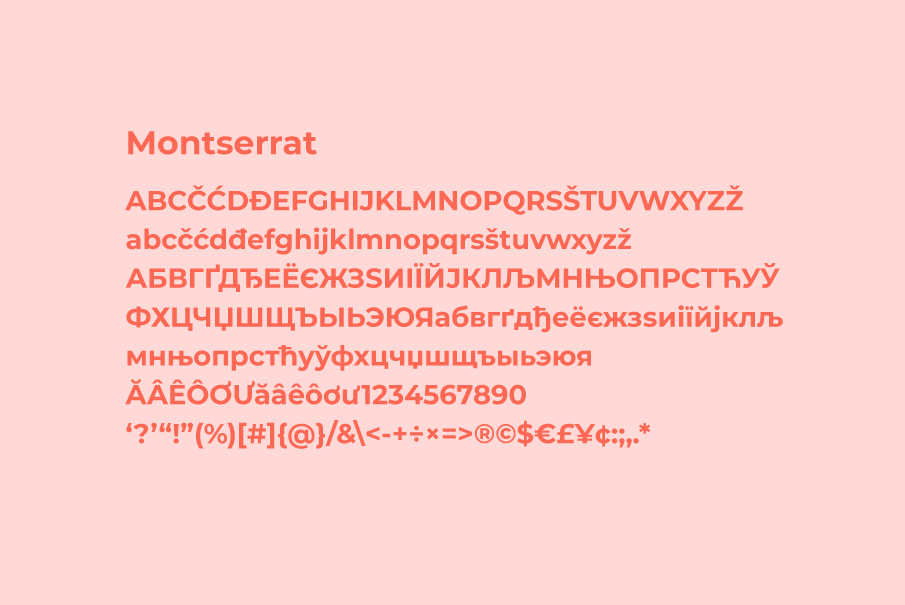 Montserrat
ABCČĆDĐEFGHIJKLMNOPQRSŠTUVWXYZŽ
abcčćdđefghijklmnopqrsštuvwxyzž
АБВГҐДЂЕЁЄЖЗЅИІЇЙЈКЛЉМНЊОПРСТЋУЎ
ФХЦЧЏШЩЪЫЬЭЮЯабвгґдђеёєжзѕиіїйјклљ
мнњопрстћуўфхцчџшщъыьэюя
ĂÂÊÔƠƯăâêôơư1234567890
‘?’“!”(%)[#]{@}/&\<-+÷×=>®©$€£¥¢:;,.*